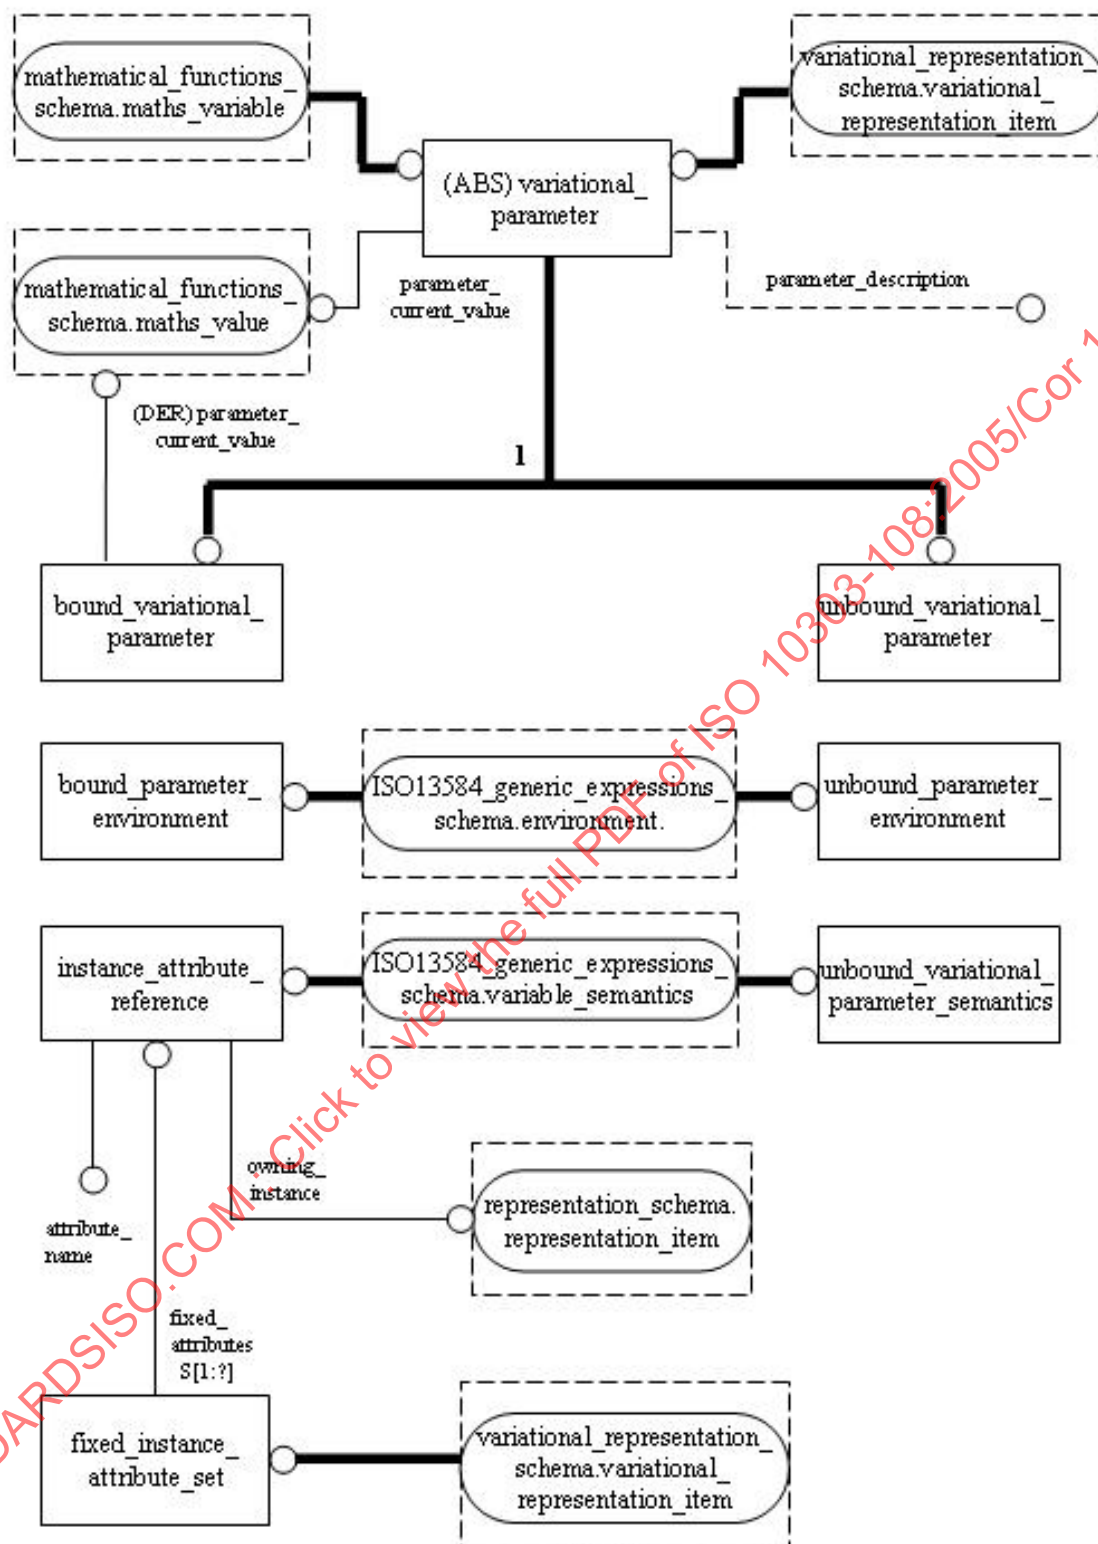 mathematical_functions_
schema.maths_variable
variational_representation_
schema.variational_
representation_item
(ABS) variational_
parameter
mathematical_functions_
schema.maths_value
parameter_
current_value
parameter_description
(DER) parameter_
current_value
1
bound_variational_
parameter
unbound_variational_
parameter
bound_parameter_
environment
ISO13584_generic_expressions_
schema.environment.
unbound_parameter_
environment
instance_attribute_
reference
ISO13584_generic_expressions_
schema.variable_semantics
unbound_variational_
parameter_semantics
owning_
instance
representation_schema.
representation_item
attribute_
name
fixed_
attributes
S[1:?]
fixed_instance_
attribute_set
variational_representation_
schema.variational_
representation_item
DARDSISO.COM : Click to view the full PDF of ISO 10303-108:2005/Cor 1